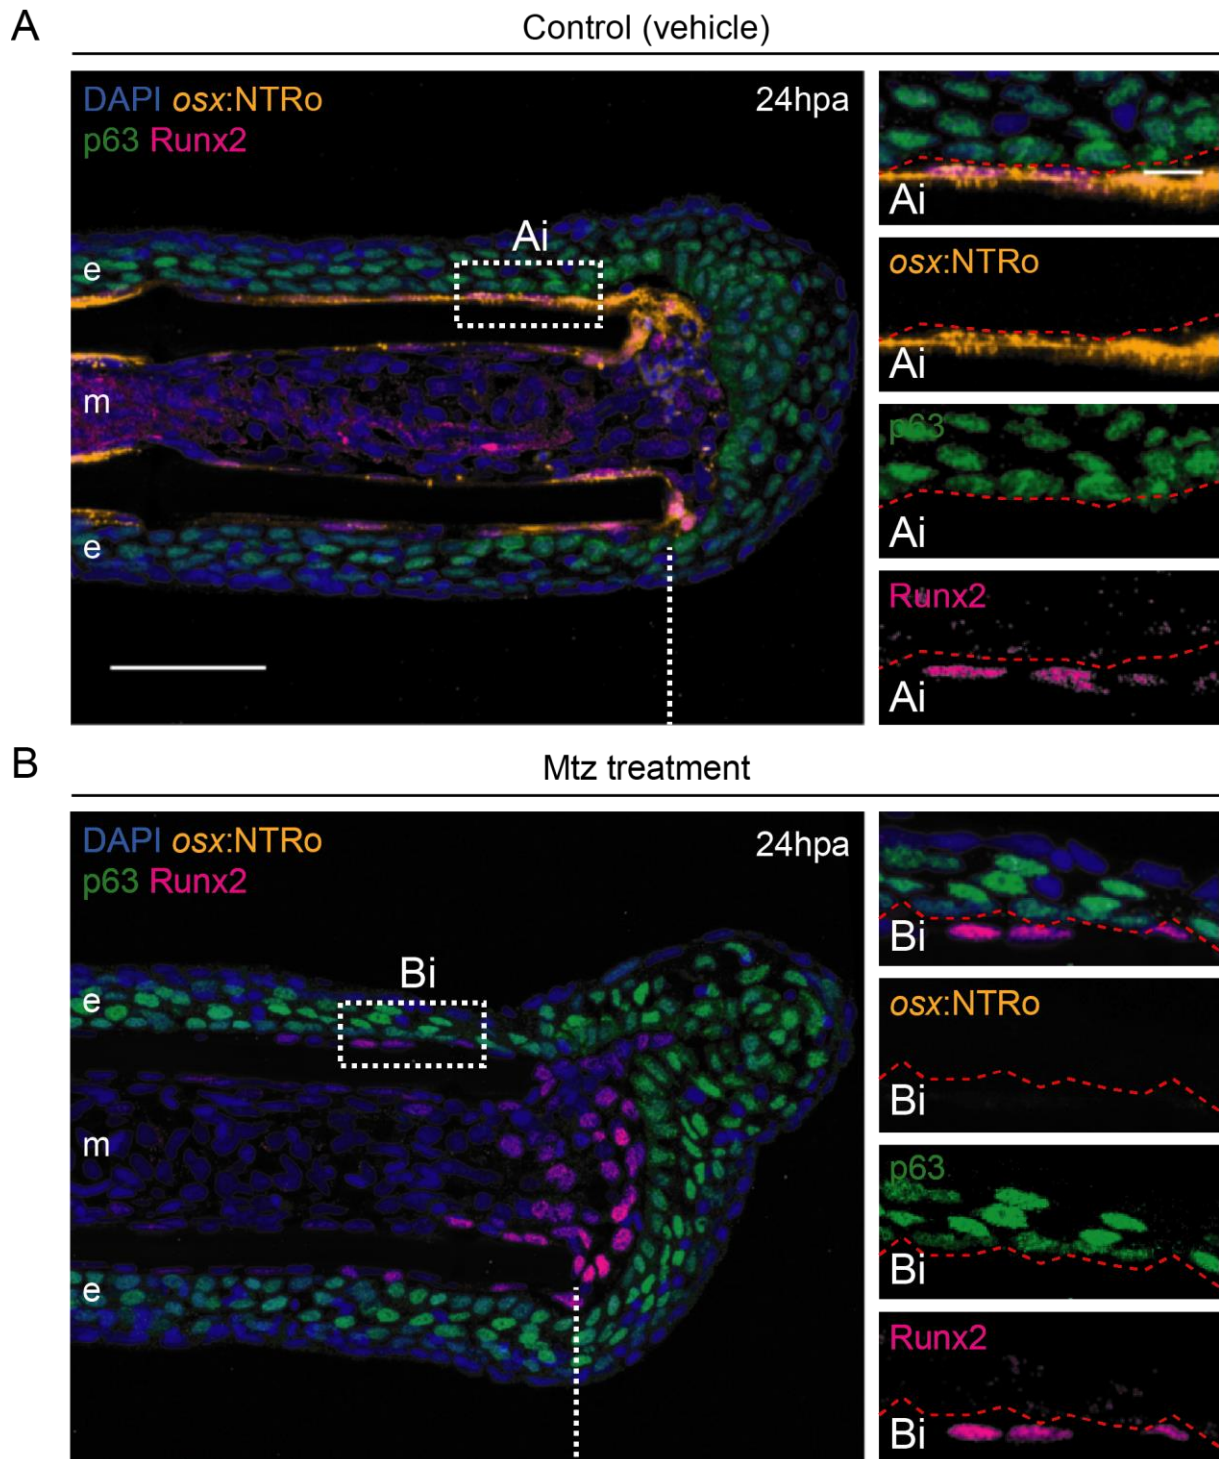 A
Control (vehicle)
DAPI osx:NTRo
p63 Runx2
24hpa
Ai
e
m
e
Ai
osx:NTRo
Ai
p63
Ai
Runx2
Ai
B
Mtz treatment
DAPI osx:NTRo
p63 Runx2
24hpa
Bi
e
m
e
Bi
osx:NTRo
Bi
p63
Bi
Runx2
Bi